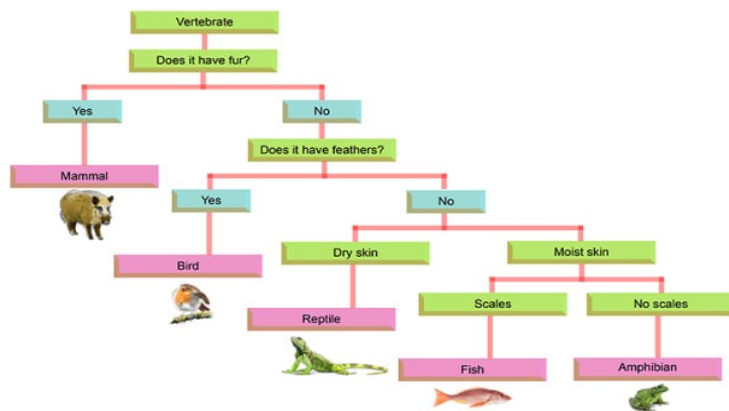 Vertebrate
Does it have fur?
Yes
No
Does it have feathers?
Mammal
Yes
No
Dry skin
Moist skin
Bird
Scales
No scales
Reptile
Fish
Amphibian